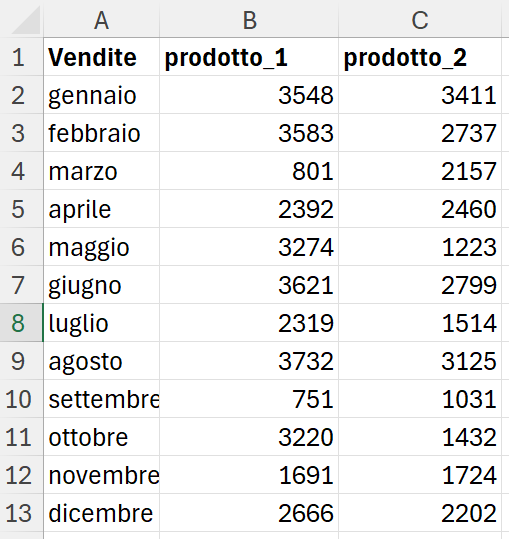 A B C
1 Vendite prodotto_1 prodotto_2
2 gennaio 3548 3411
3 febbraio 3583 2737
4 marzo 801 2157
5 aprile 2392 2460
6 maggio 3274 1223
7 giugno 3621 2799
8 luglio 2319 1514
9 agosto 3732 3125
10 settembre 751 1031
11 ottobre 3220 1432
12 novembre 1691 1724
13 dicembre 2666 2202